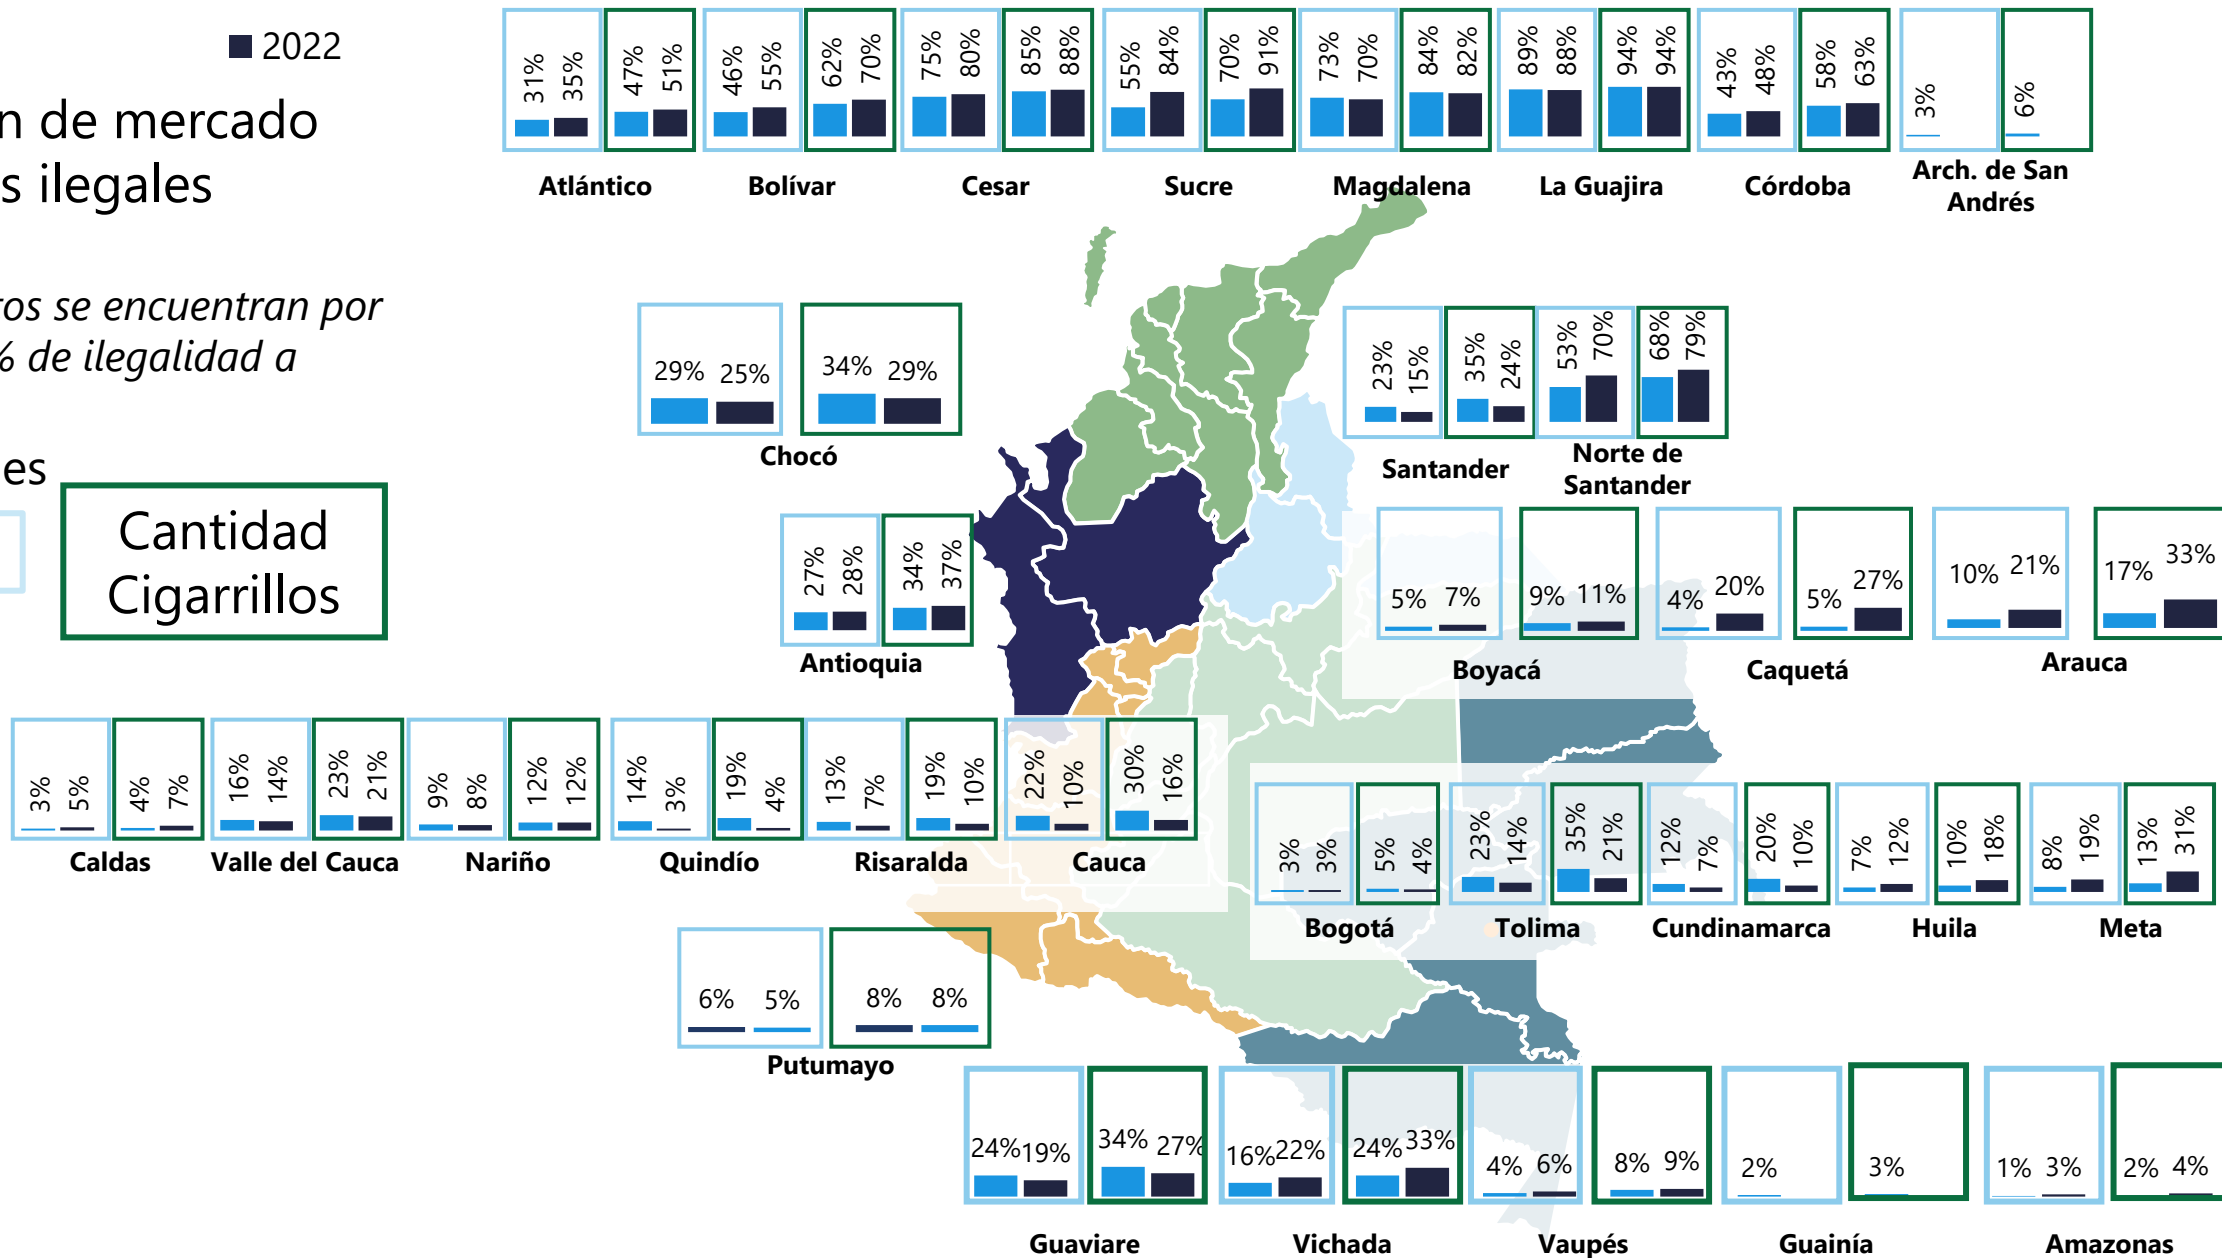 2022
n de mercado
s ilegales
ros se encuentran por
% de ilegalidad a
es
Cantidad
Cigarrillos
31% 35% 47% 51%
Atlántico
46% 55% 62% 70%
Bolívar
75% 80% 85% 88%
Cesar
55% 84% 70% 91%
Sucre
73% 70% 84% 82%
Magdalena
89% 88% 94% 94%
La Guajira
43% 48% 58% 63%
Córdoba
3% 6%
Arch. de San
Andrés
29% 25% 34% 29%
Chocó
23% 15% 35% 24%
Santander
53% 70% 68% 79%
Norte de
Santander
27% 28% 34% 37%
Antioquia
5% 7% 9% 11%
Boyacá
4% 20% 5% 27%
Caquetá
10% 21% 17% 33%
Arauca
3% 5% 4% 7%
Caldas
16% 14% 23% 21%
Valle del Cauca
9% 8% 12% 12%
Nariño
14% 3% 19% 4%
Quindío
13% 7% 19% 10%
Risaralda
22% 10% 30% 16%
Cauca
3% 3% 5% 4%
Bogotá
23% 14% 35% 21%
Tolima
12% 7% 20% 10%
Cundinamarca
7% 12% 10% 18%
Huila
8% 19% 13% 31%
Meta
6% 5% 8% 8%
Putumayo
24% 19% 34% 27%
Guaviare
16% 22% 24% 33%
Vichada
4% 6% 8% 9%
Vaupés
2% 3%
Guainía
1% 3% 2% 4%
Amazonas